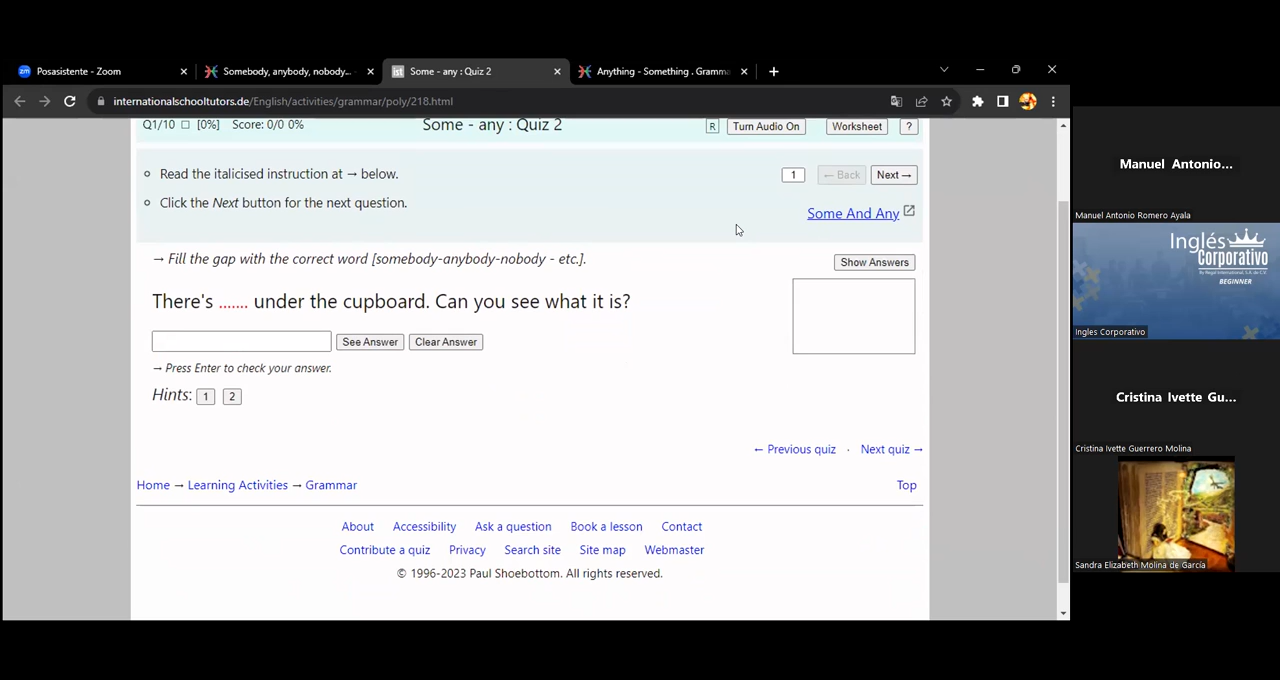 Posasistente - Zoom
Somebody, anybody, nobody...
Some - any : Quiz 2
Anything - Something . Gramma
internationalschooltutors.de/English/activities/grammar/poly/218.html
Q1/10 [0%] Score: 0/0 0%
Some - any : Quiz 2
R
Turn Audio On
Worksheet
?
Read the italicised instruction at → below.
1
← Back
Next →
Click the Next button for the next question.
Some And Any
→ Fill the gap with the correct word [somebody-anybody-nobody - etc.].
Show Answers
There's ....... under the cupboard. Can you see what it is?
See Answer
Clear Answer
→ Press Enter to check your answer.
Hints: 1 2
← Previous quiz · Next quiz →
Home → Learning Activities → Grammar
Top
About Accessibility Ask a question Book a lesson Contact
Contribute a quiz Privacy Search site Site map Webmaster
© 1996-2023 Paul Shoebottom. All rights reserved.
Manuel Antonio...
Manuel Antonio Romero Ayala
Inglés
Corporativo
By Regal International, S.A. de C.V.
BEGINNER
Ingles Corporativo
Cristina Ivette Gu...
Cristina Ivette Guerrero Molina
Sandra Elizabeth Molina de García